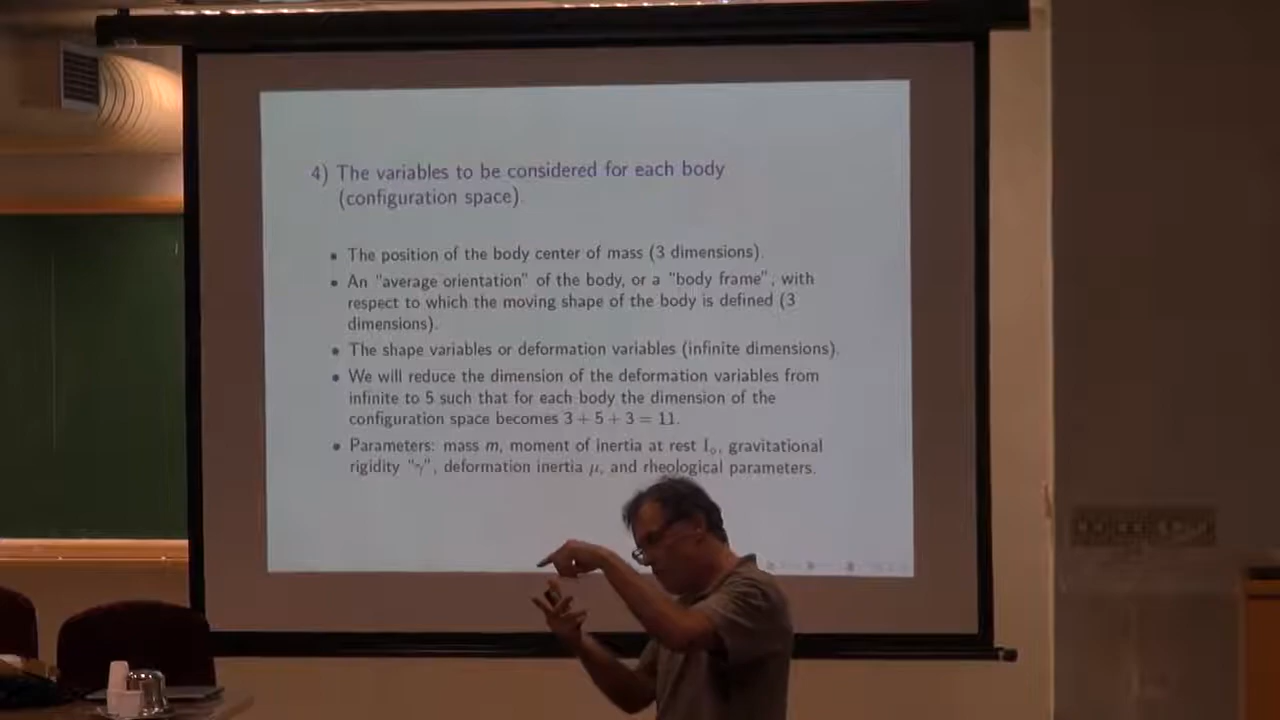 4) The variables to be considered for each body
(configuration space).
• The position of the body center of mass (3 dimensions).
• An "average orientation" of the body, or a "body frame", with
respect to which the moving shape of the body is defined (3
dimensions).
• The shape variables or deformation variables (infinite dimensions).
• We will reduce the dimension of the deformation variables from
infinite to 5 such that for each body the dimension of the
configuration space becomes 3 + 5 + 3 = 11.
• Parameters: mass m, moment of inertia at rest I₀, gravitational
rigidity "γ", deformation inertia μ, and rheological parameters.